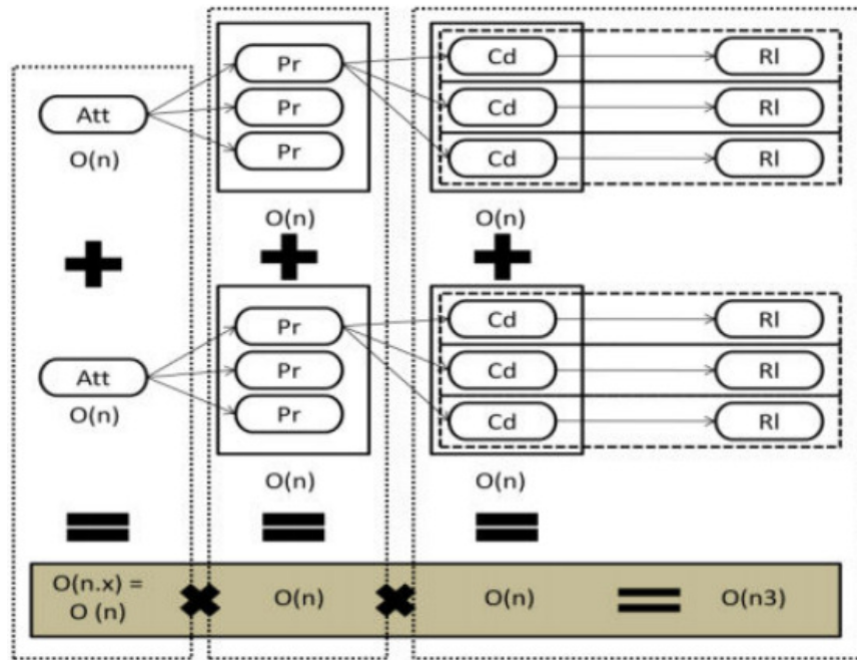 Pr Cd Rl
Att Pr Cd Rl
O(n) Pr Cd Rl
O(n) O(n)
+ + +
Pr Cd Rl
Att Pr Cd Rl
O(n) Pr Cd Rl
O(n) O(n)
= = =
O(n.x) =
O (n) × O(n) × O(n) = O(n3)